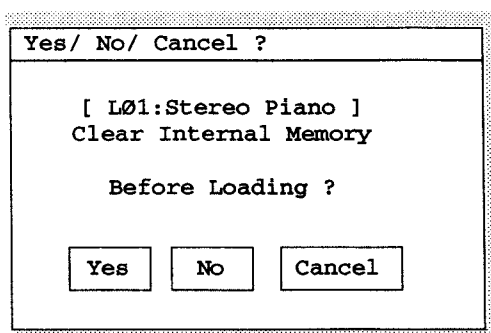 Yes/ No/ Cancel ?
[ LØ1:Stereo Piano ]
Clear Internal Memory
Before Loading ?
Yes No Cancel